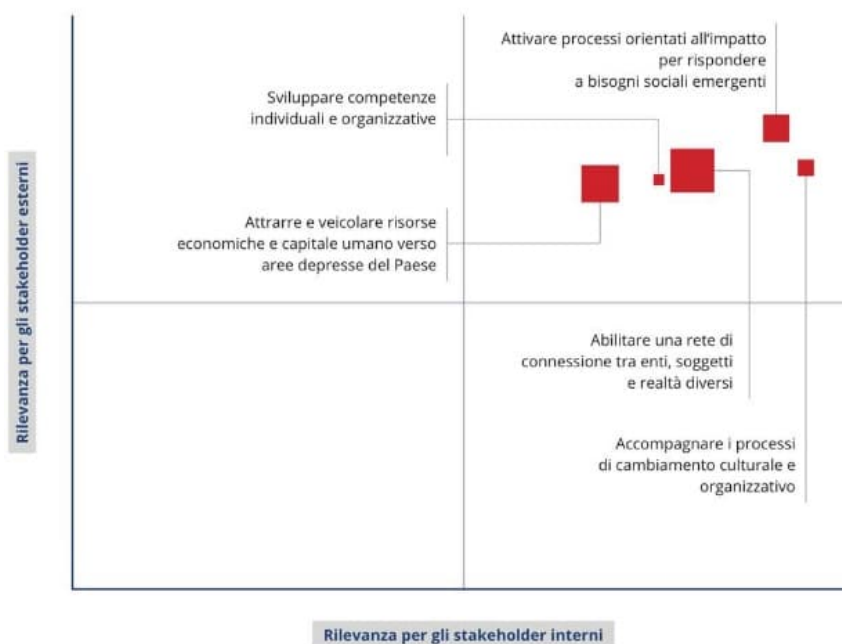 Attivare processi orientati all'impatto
per rispondere
a bisogni sociali emergenti
Sviluppare competenze
individuali e organizzative
Attrarre e veicolare risorse
economiche e capitale umano verso
aree depresse del Paese
Abilitare una rete di
connessione tra enti, soggetti
e realtà diversi
Accompagnare i processi
di cambiamento culturale e
organizzativo
Rilevanza per gli stakeholder esterni
Rilevanza per gli stakeholder interni